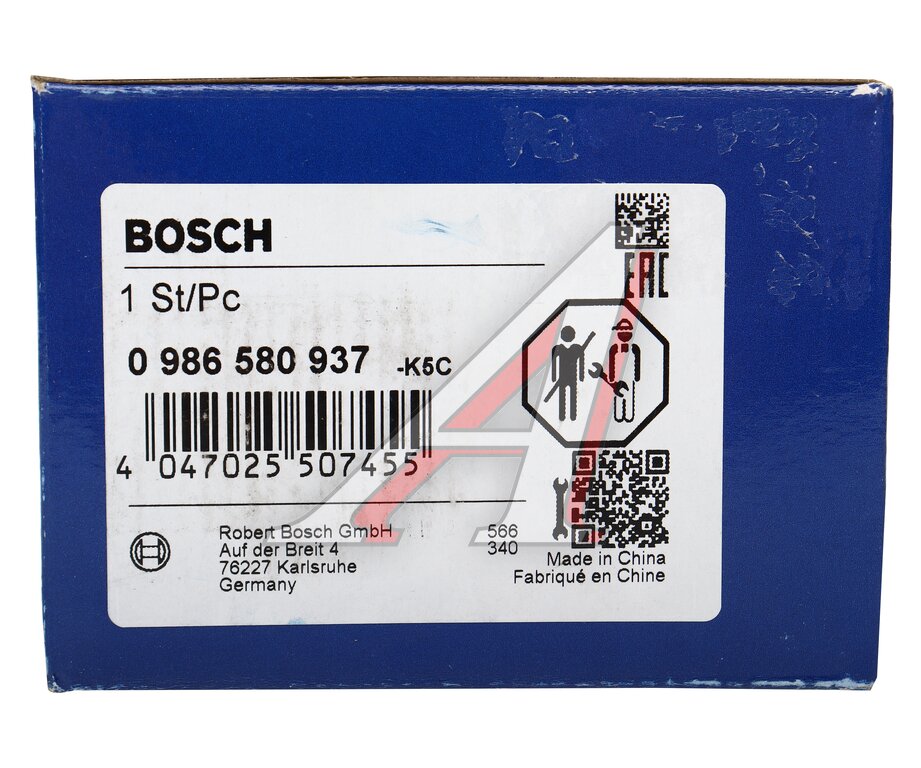 BOSCH
EAC
1 St/Pc
0 986 580 937 -K5C
4 047025 507455
Robert Bosch GmbH 566
Auf der Breit 4 340
76227 Karlsruhe
Germany
Made in China
Fabriqué en Chine